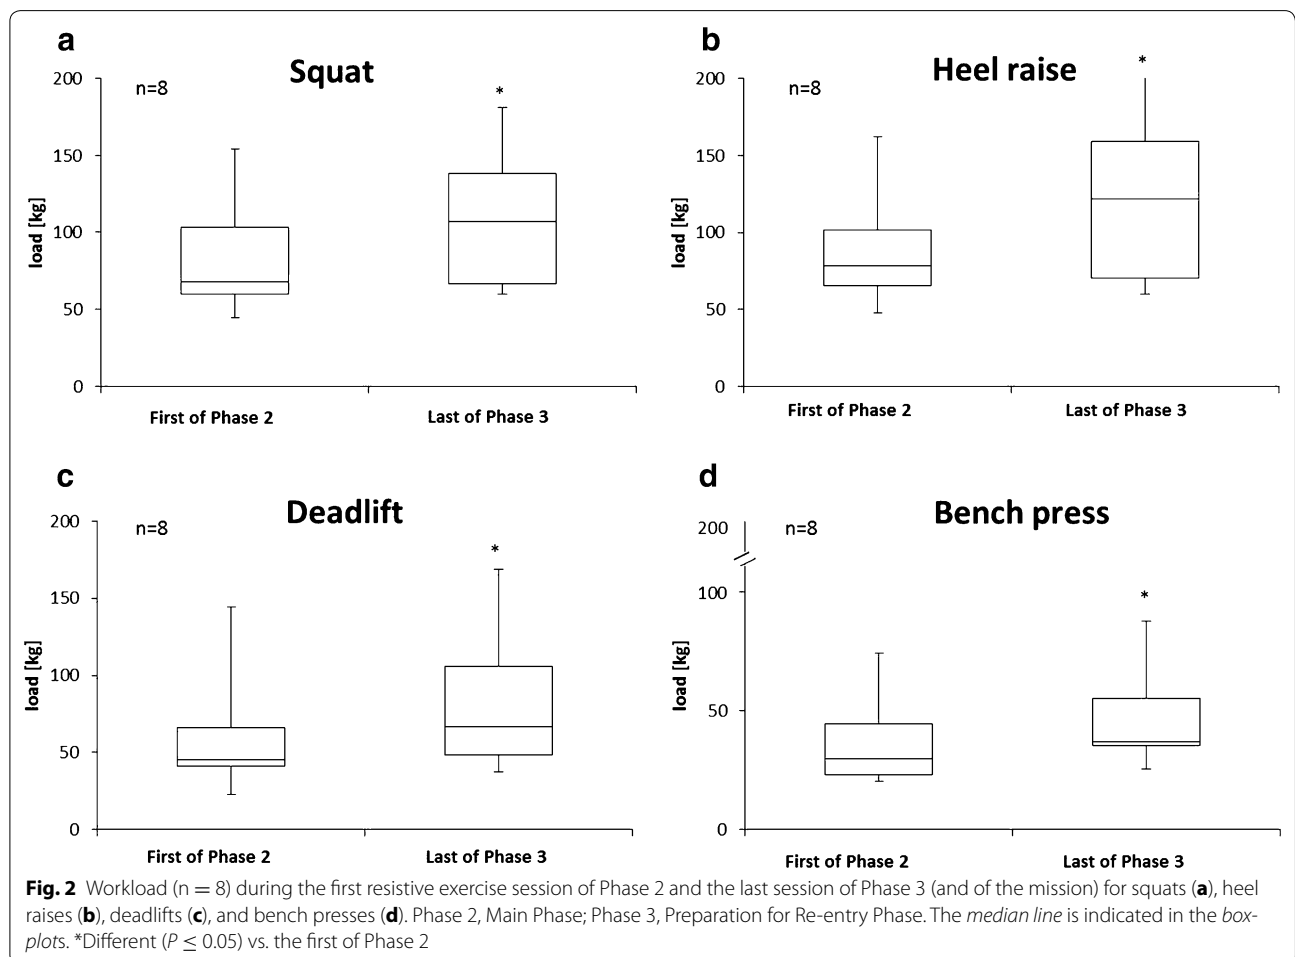 a
Squat
n=8
*
200
150
100
50
0
load [kg]
First of Phase 2
Last of Phase 3
b
Heel raise
n=8
*
200
150
100
50
0
load [kg]
First of Phase 2
Last of Phase 3
c
Deadlift
n=8
*
200
150
100
50
0
load [kg]
First of Phase 2
Last of Phase 3
d
Bench press
n=8
*
200
100
50
0
load [kg]
First of Phase 2
Last of Phase 3
Fig. 2 Workload (n = 8) during the first resistive exercise session of Phase 2 and the last session of Phase 3 (and of the mission) for squats (a), heel
raises (b), deadlifts (c), and bench presses (d). Phase 2, Main Phase; Phase 3, Preparation for Re-entry Phase. The median line is indicated in the box-
plots. *Different (P ≤ 0.05) vs. the first of Phase 2